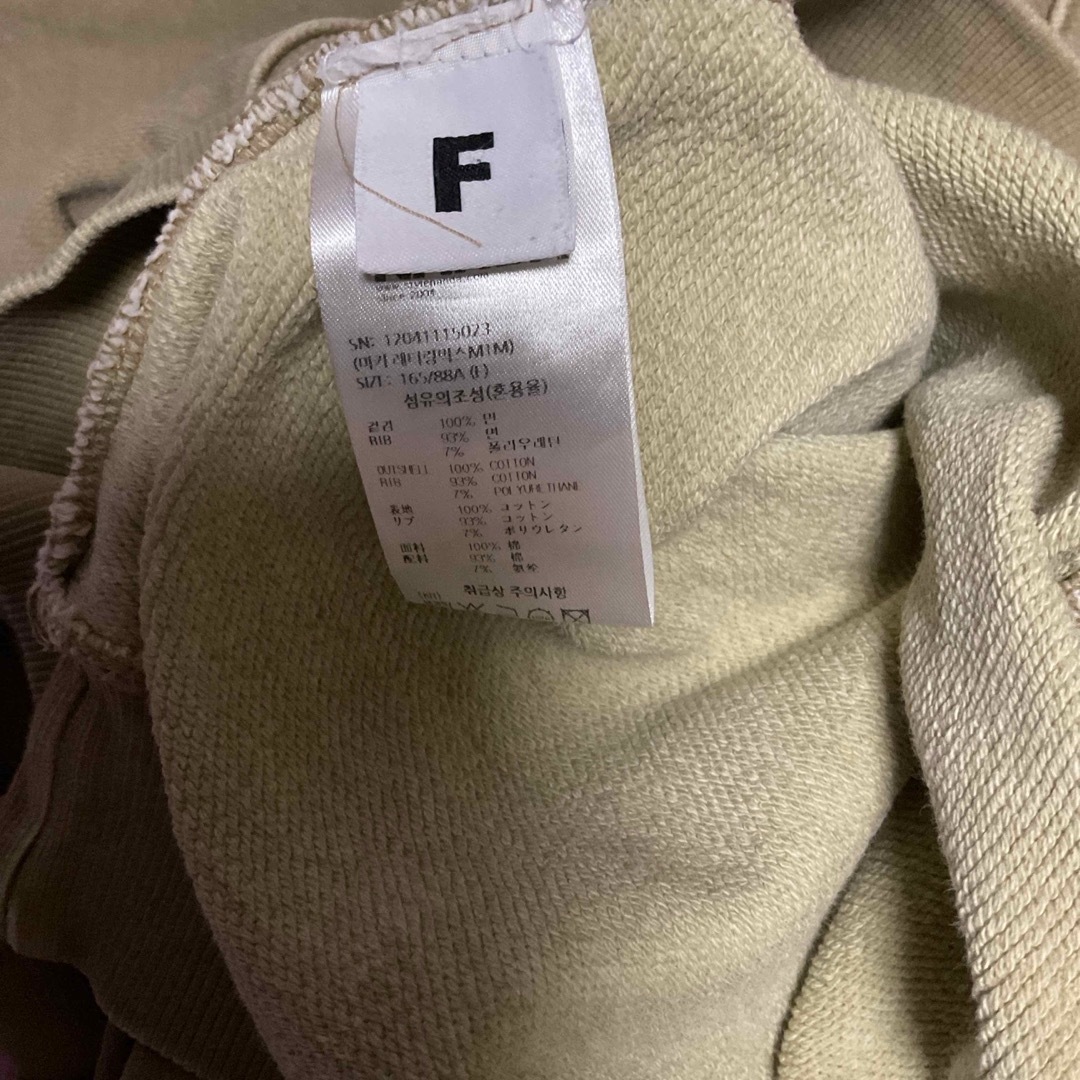 F
since 200
SN: 12041115023
(마카 레터링박스MTM)
SIZE: 165/88A (F)
섬유의조성(혼용율)
겉감 100% 면
RIB 93% 면
7% 폴리우레탄
OUTSHELL 100% COTTON
RIB 93% COTTON
7% POLYURETHANE
表地 100% コットン
リブ 93% コットン
7% ポリウレタン
面料 100% 棉
配料 93% 棉
7% 氨纶
취급상 주의사항